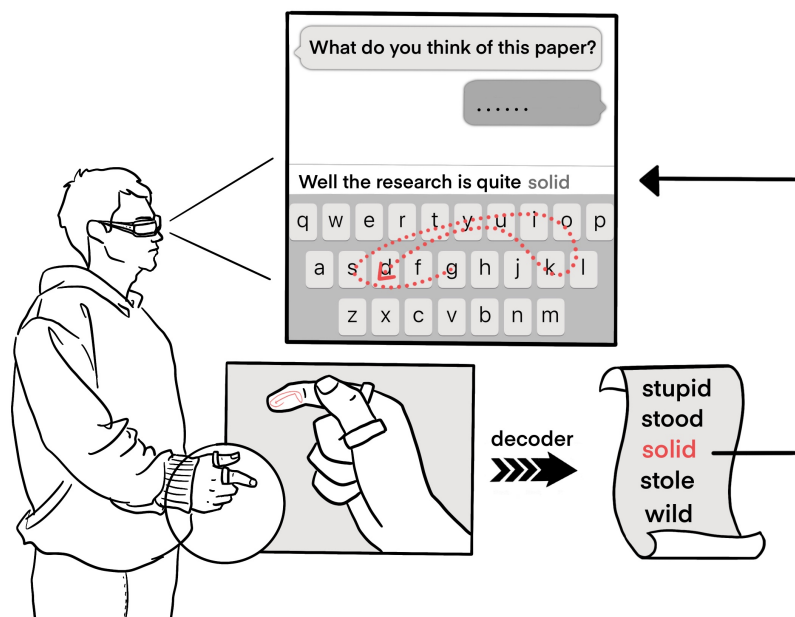 What do you think of this paper?
......
Well the research is quite solid
q w e r t y u i o p
a s d f g h j k l
z x c v b n m
decoder
stupid
stood
solid
stole
wild